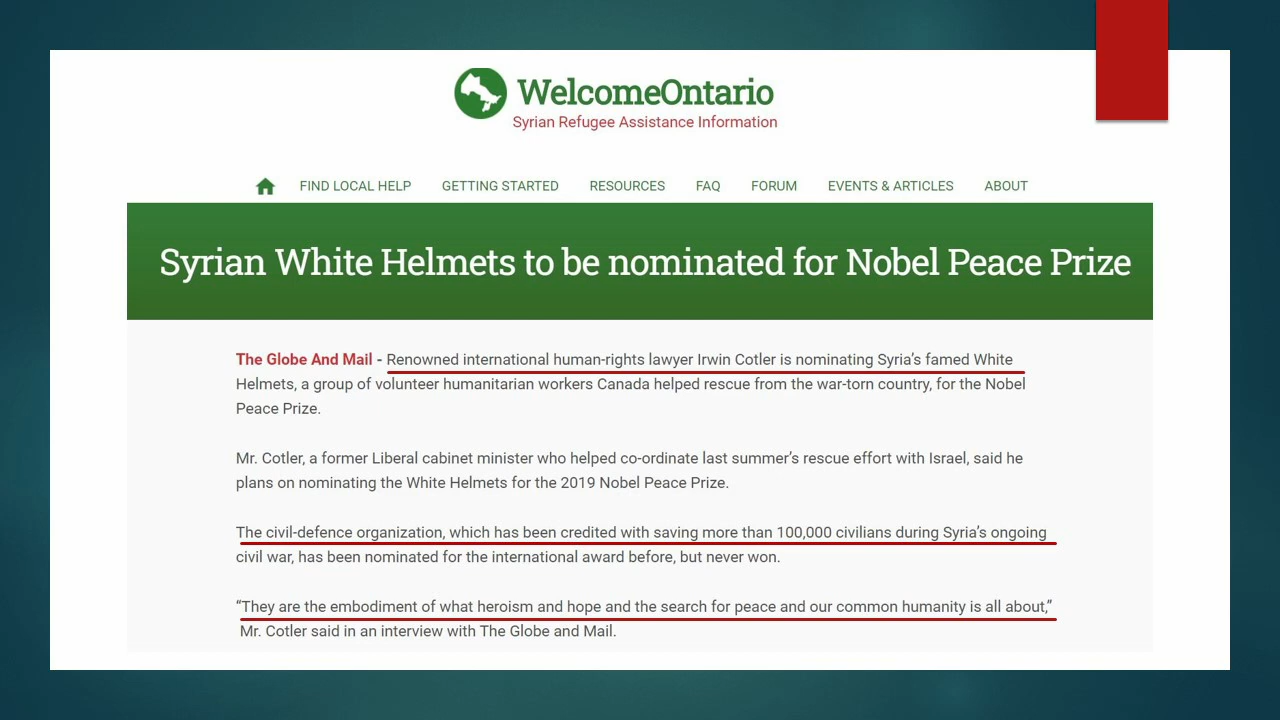 WelcomeOntario
Syrian Refugee Assistance Information
FIND LOCAL HELP GETTING STARTED RESOURCES FAQ FORUM EVENTS & ARTICLES ABOUT
Syrian White Helmets to be nominated for Nobel Peace Prize
The Globe And Mail - Renowned international human-rights lawyer Irwin Cotler is nominating Syria’s famed White
Helmets, a group of volunteer humanitarian workers Canada helped rescue from the war-torn country, for the Nobel
Peace Prize.
Mr. Cotler, a former Liberal cabinet minister who helped co-ordinate last summer’s rescue effort with Israel, said he
plans on nominating the White Helmets for the 2019 Nobel Peace Prize.
The civil-defence organization, which has been credited with saving more than 100,000 civilians during Syria’s ongoing
civil war, has been nominated for the international award before, but never won.
“They are the embodiment of what heroism and hope and the search for peace and our common humanity is all about,”
Mr. Cotler said in an interview with The Globe and Mail.